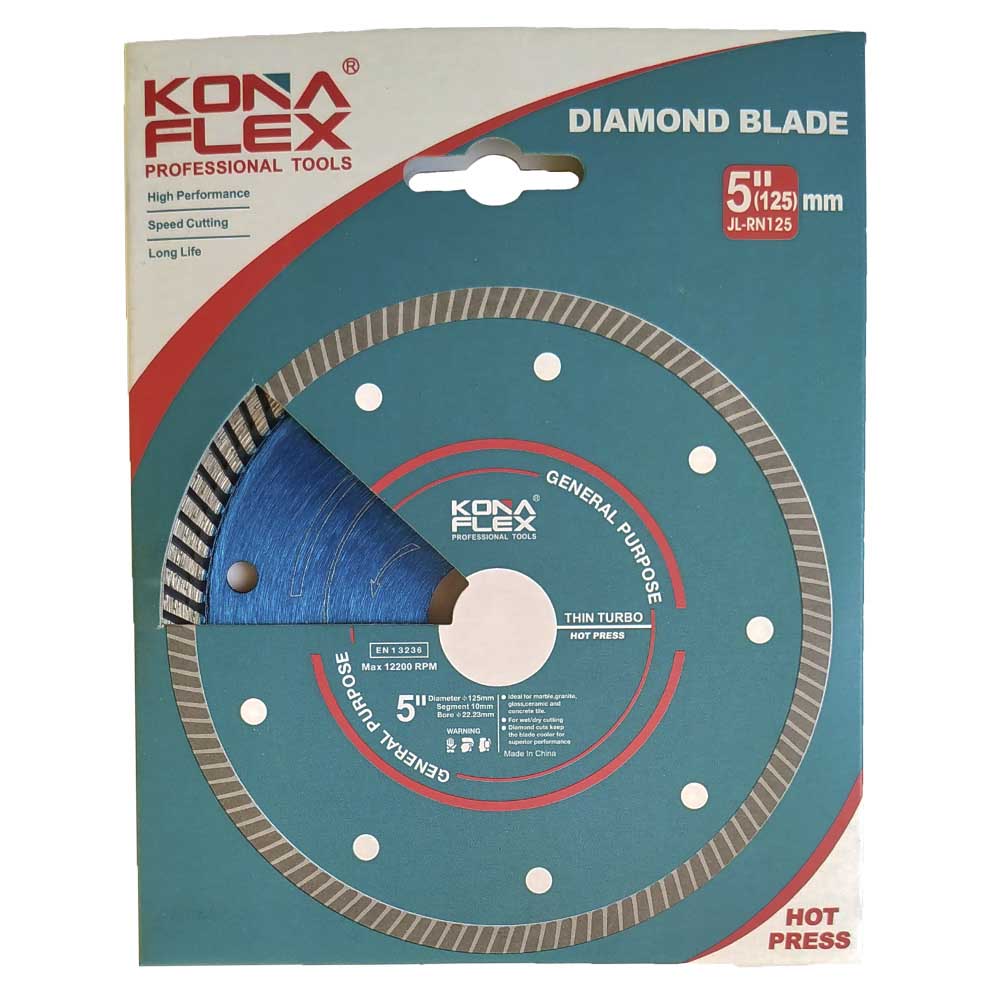 KONA FLEX®
PROFESSIONAL TOOLS
High Performance
Speed Cutting
Long Life
DIAMOND BLADE
5"(125) mm
JL-RN125
GENERAL PURPOSE
KONA FLEX®
PROFESSIONAL TOOLS
THIN TURBO
HOT PRESS
EN13236
Max 12200 RPM
5"
Diameter ⌀125mm
Segment 10mm
Bore ⌀22.23mm
WARNING
● Ideal for marble,granite,
glass,ceramic and
concrete tile.
● For wet/dry cutting
● Diamond cuts keep
the blade cooler for
superior performance
Made In China
GENERAL PURPOSE
HOT
PRESS